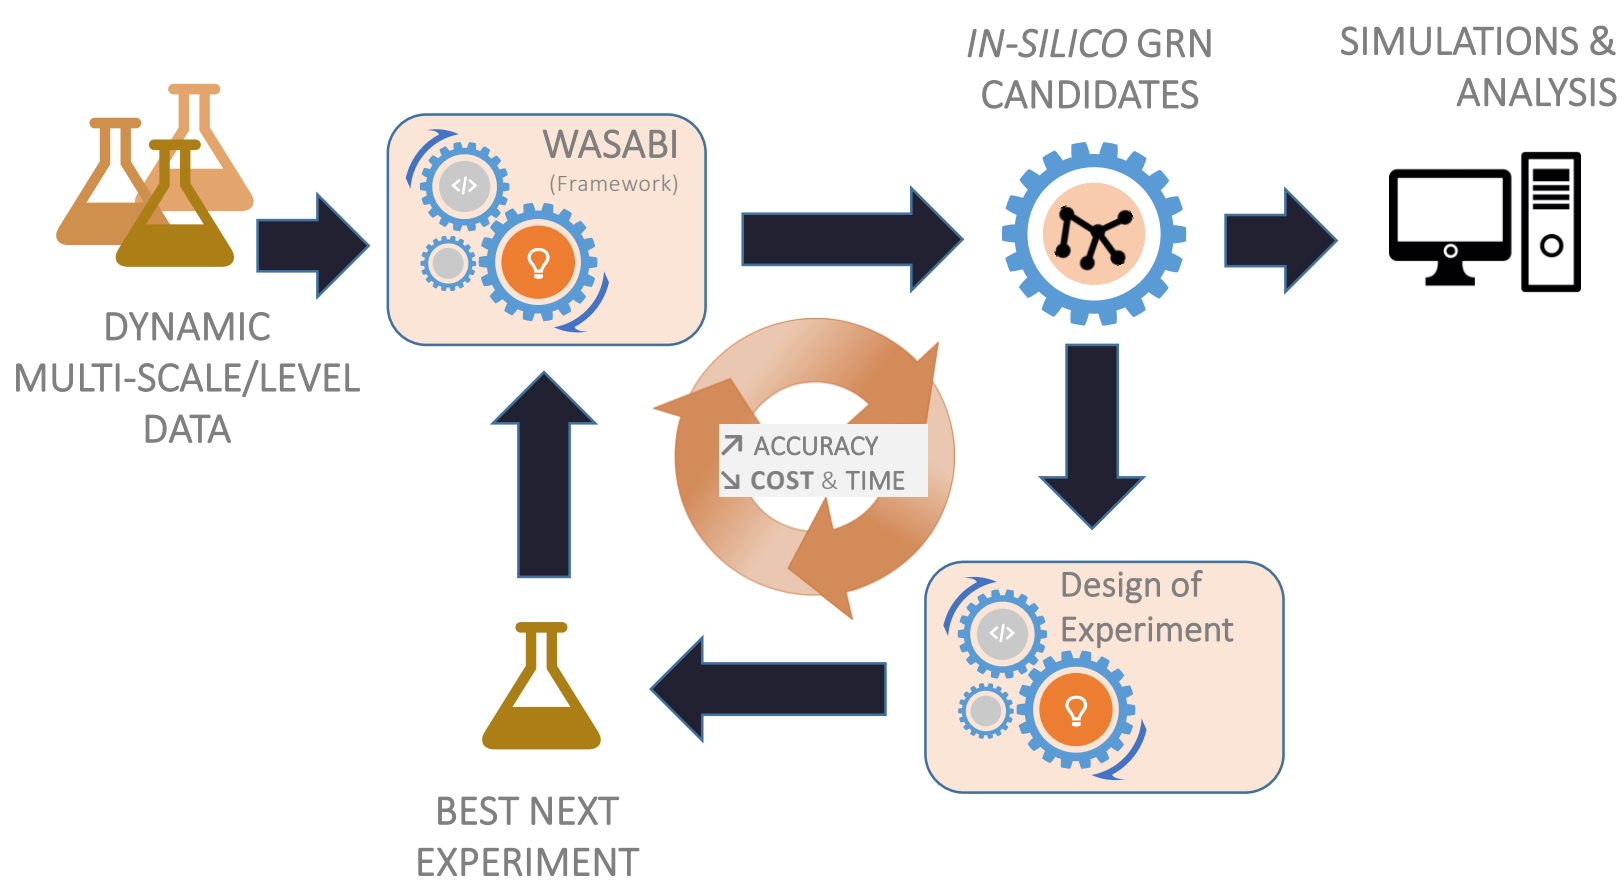 IN-SILICO GRN
CANDIDATES
SIMULATIONS &
ANALYSIS
WASABI
(Framework)
</>
DYNAMIC
MULTI-SCALE/LEVEL
DATA
↗ ACCURACY
↘ COST & TIME
Design of
Experiment
</>
BEST NEXT
EXPERIMENT